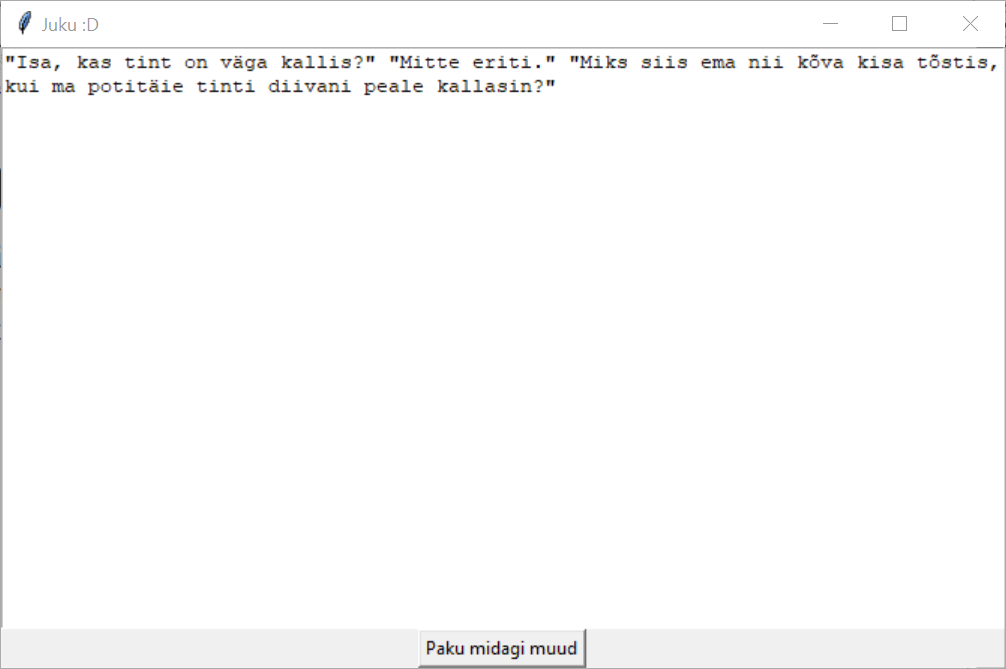 Juku :D
"Isa, kas tint on väga kallis?" "Mitte eriti." "Miks siis ema nii kõva kisa tõstis,
kui ma potitäie tinti diivani peale kallasin?"
Paku midagi muud